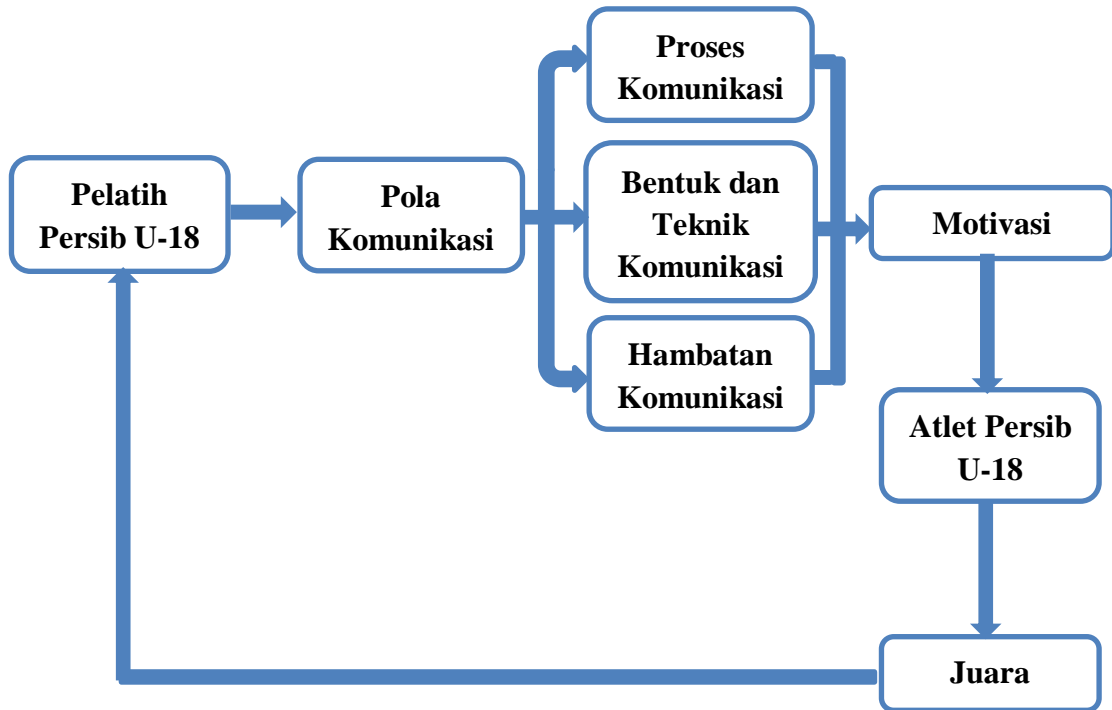 Pelatih
Persib U-18
Pola
Komunikasi
Proses
Komunikasi
Bentuk dan
Teknik
Komunikasi
Hambatan
Komunikasi
Motivasi
Atlet Persib
U-18
Juara